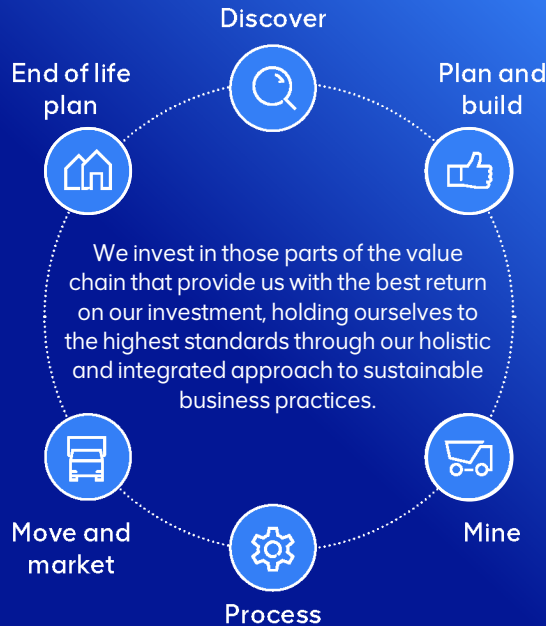 Discover
End of life
plan
Plan and
build
We invest in those parts of the value
chain that provide us with the best return
on our investment, holding ourselves to
the highest standards through our holistic
and integrated approach to sustainable
business practices.
Move and
market
Mine
Process